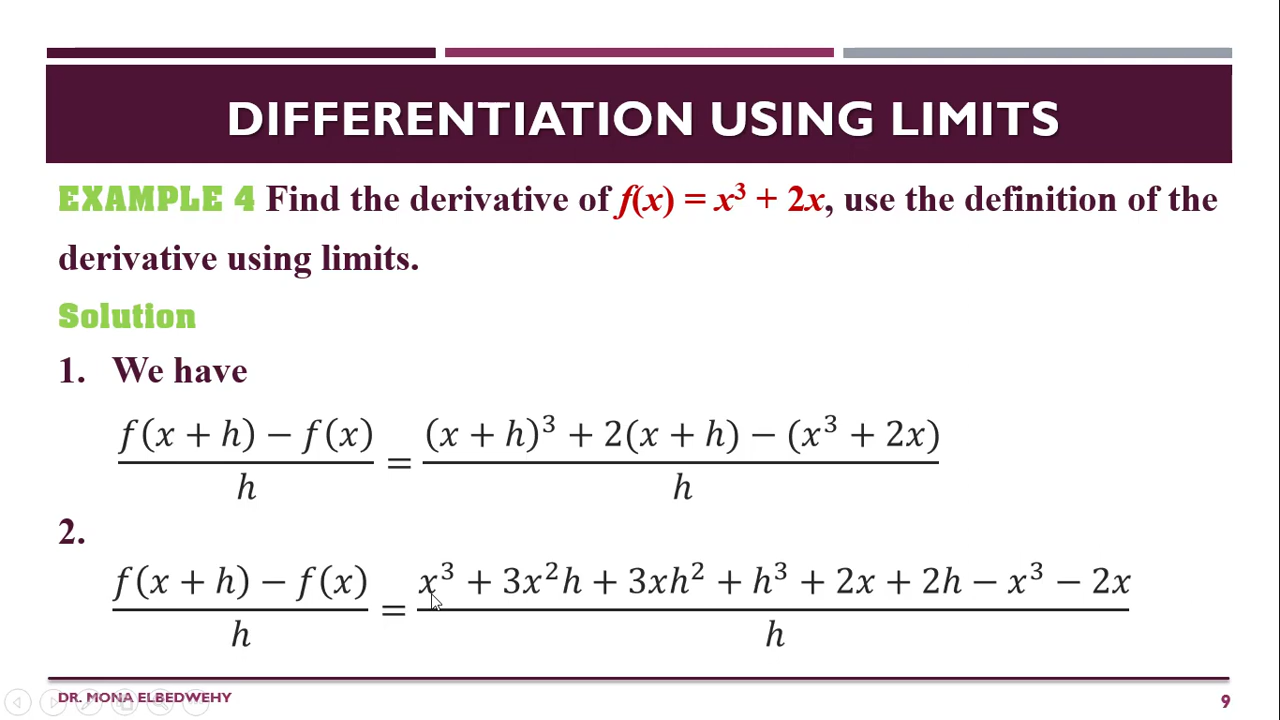 DIFFERENTIATION USING LIMITS
EXAMPLE 4 Find the derivative of f(x) = x³ + 2x, use the definition of the
derivative using limits.
Solution
1. We have
f(x + h) − f(x) / h = (x + h)³ + 2(x + h) − (x³ + 2x) / h
2.
f(x + h) − f(x) / h = x³ + 3x²h + 3xh² + h³ + 2x + 2h − x³ − 2x / h
DR. MONA ELBEDWEHY
9